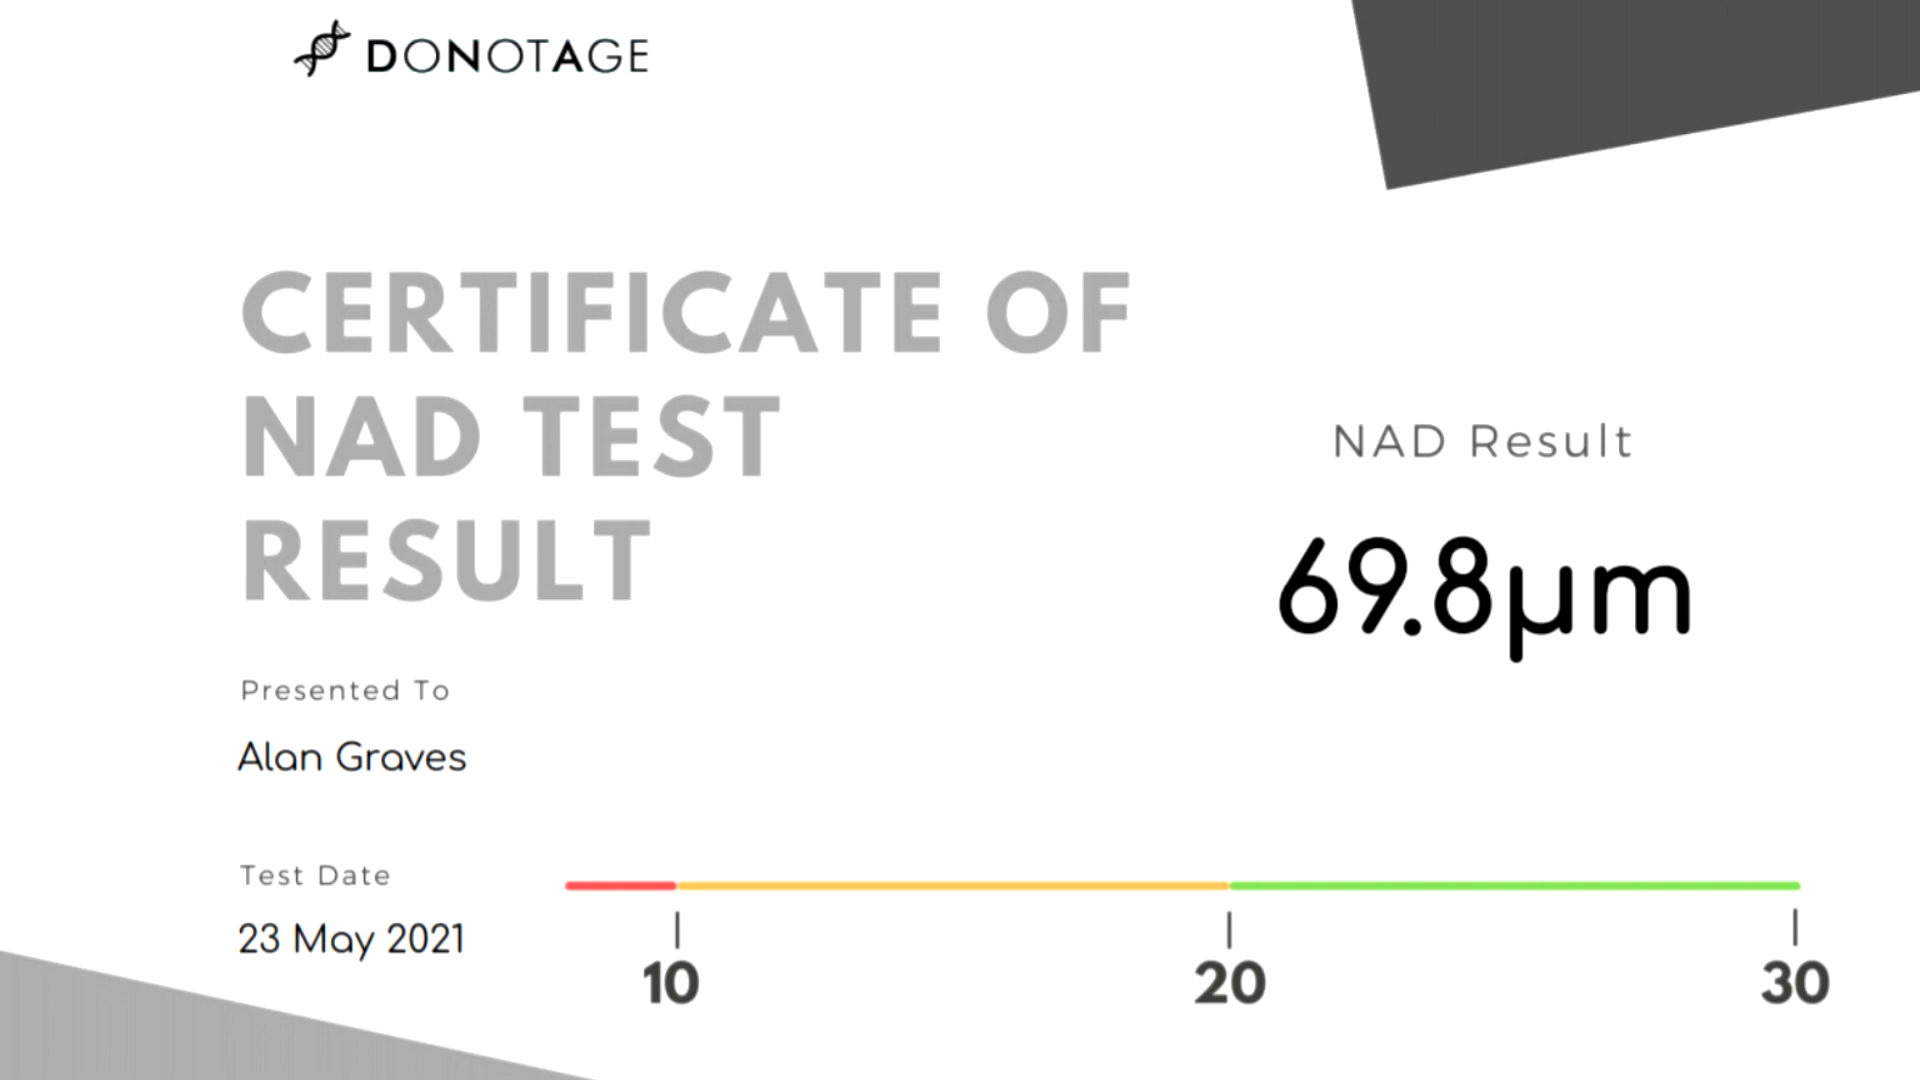 DONOTAGE
CERTIFICATE OF
NAD TEST
RESULT
NAD Result
69.8µm
Presented To
Alan Graves
Test Date
23 May 2021
10
20
30